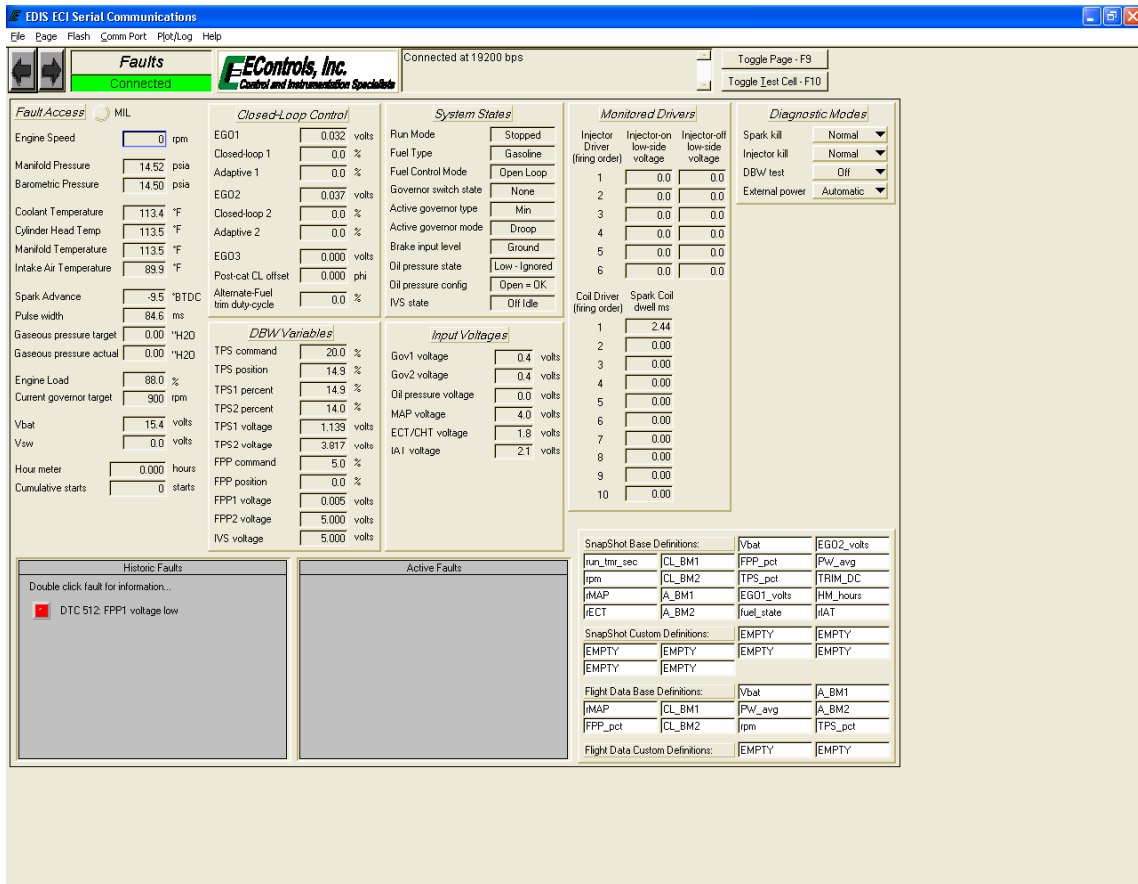 EDIS ECI Serial Communications
File Page Flash Comm Port Plot/Log Help
Faults
Connected
EControls, Inc.
Control and Instrumentation Specialists
Connected at 19200 bps
Toggle Page - F9
Toggle Test Cell - F10
Fault Access MIL
Engine Speed 0 rpm
Manifold Pressure 14.52 psia
Barometric Pressure 14.50 psia
Coolant Temperature 113.4 °F
Cylinder Head Temp 113.5 °F
Manifold Temperature 113.5 °F
Intake Air Temperature 89.9 °F
Spark Advance -9.5 °BTDC
Pulse width 84.6 ms
Gaseous pressure target 0.00 "H2O
Gaseous pressure actual 0.00 "H2O
Engine Load 88.0 %
Current governor target 900 rpm
Vbat 15.4 volts
Vsw 0.0 volts
Hour meter 0.000 hours
Cumulative starts 0 starts
Closed-Loop Control
EGO1 0.032 volts
Closed-loop 1 0.0 %
Adaptive 1 0.0 %
EGO2 0.037 volts
Closed-loop 2 0.0 %
Adaptive 2 0.0 %
EGO3 0.000 volts
Post-cat CL offset 0.000 phi
Alternate-Fuel
trim duty-cycle 0.0 %
DBW Variables
TPS command 20.0 %
TPS position 14.9 %
TPS1 percent 14.9 %
TPS2 percent 14.0 %
TPS1 voltage 1.139 volts
TPS2 voltage 3.817 volts
FPP command 5.0 %
FPP position 0.0 %
FPP1 voltage 0.005 volts
FPP2 voltage 5.000 volts
IVS voltage 5.000 volts
System States
Run Mode Stopped
Fuel Type Gasoline
Fuel Control Mode Open Loop
Governor switch state None
Active governor type Min
Active governor mode Droop
Brake input level Ground
Oil pressure state Low - Ignored
Oil pressure config Open = OK
IVS state Off Idle
Input Voltages
Gov1 voltage 0.4 volts
Gov2 voltage 0.4 volts
Oil pressure voltage 0.0 volts
MAP voltage 4.0 volts
ECT/CHT voltage 1.8 volts
IAT voltage 2.1 volts
Monitored Drivers
Injector Injector-on Injector-off
Driver low-side low-side
(firing order) voltage voltage
1 0.0 0.0
2 0.0 0.0
3 0.0 0.0
4 0.0 0.0
5 0.0 0.0
6 0.0 0.0
Coil Driver Spark Coil
(firing order) dwell ms
1 2.44
2 0.00
3 0.00
4 0.00
5 0.00
6 0.00
7 0.00
8 0.00
9 0.00
10 0.00
Diagnostic Modes
Spark kill Normal
Injector kill Normal
DBW test Off
External power Automatic
Historic Faults
Double click fault for information...
DTC 512: FPP1 voltage low
Active Faults
SnapShot Base Definitions: Vbat EGO2_volts
run_tmr_sec CL_BM1 FPP_pct PW_avg
rpm CL_BM2 TPS_pct TRIM_DC
rMAP A_BM1 EGO1_volts HM_hours
rECT A_BM2 fuel_state rIAT
SnapShot Custom Definitions: EMPTY EMPTY
EMPTY EMPTY EMPTY EMPTY
EMPTY EMPTY
Flight Data Base Definitions: Vbat A_BM1
rMAP CL_BM1 PW_avg A_BM2
FPP_pct CL_BM2 rpm TPS_pct
Flight Data Custom Definitions: EMPTY EMPTY